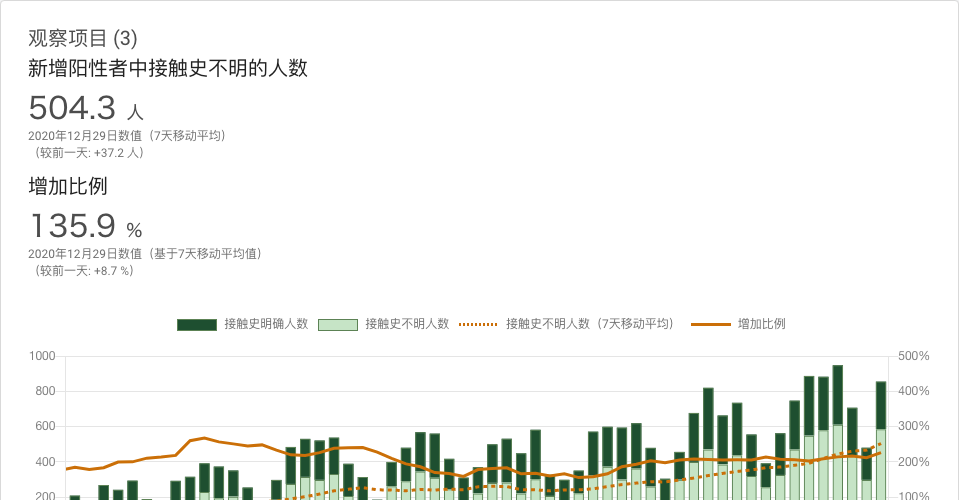 观察项目 (3)
新增阳性者中接触史不明的人数
504.3 人
2020年12月29日数值（7天移动平均）
（较前一天: +37.2 人）
增加比例
135.9 %
2020年12月29日数值（基于7天移动平均值）
（较前一天: +8.7 %）
接触史明确人数 接触史不明人数 接触史不明人数（7天移动平均） 增加比例
1000 500%
800 400%
600 300%
400 200%
200 100%